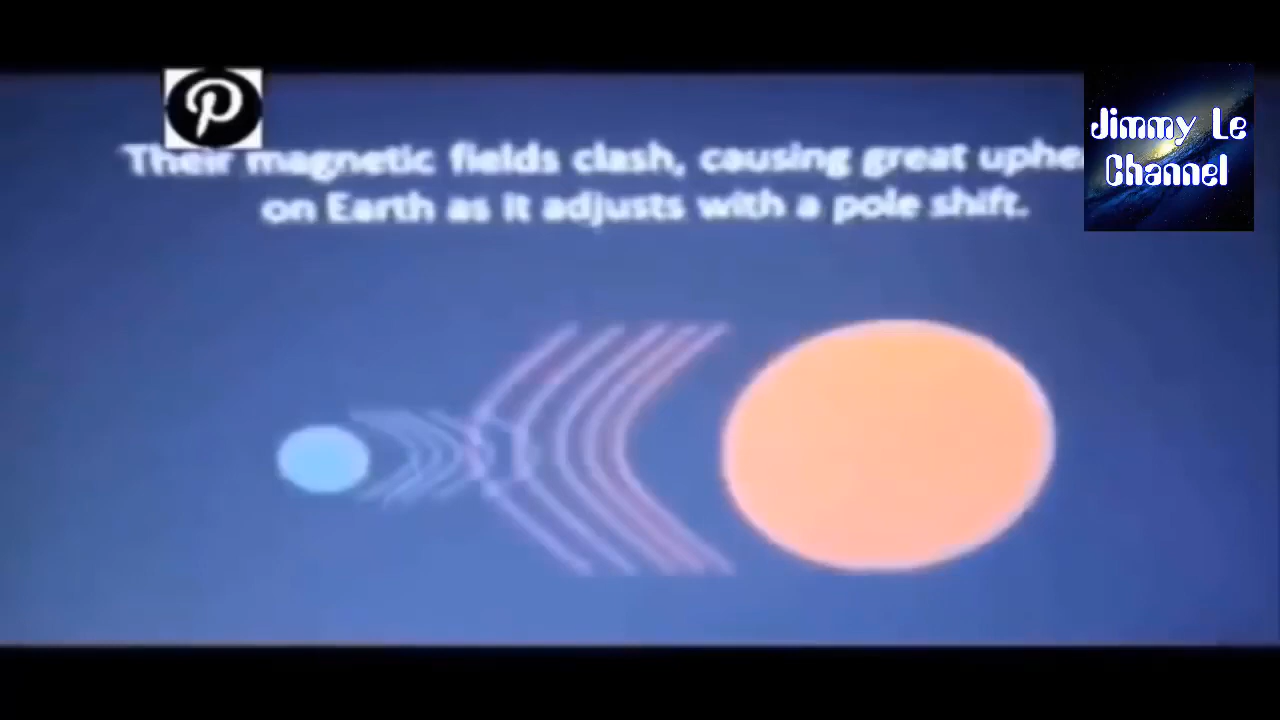 Their magnetic fields clash, causing great uphe
on Earth as it adjusts with a pole shift.
Jimmy Le
Channel